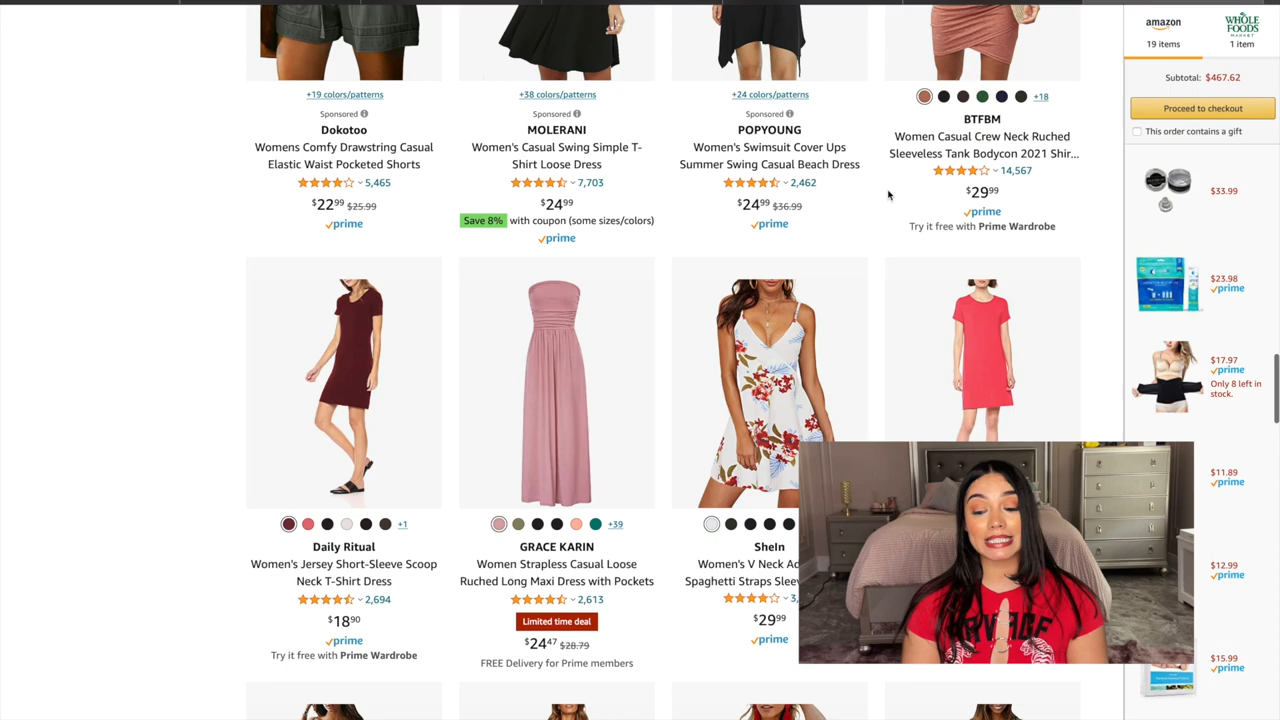 +19 colors/patterns
Sponsored
Dokotoo
Womens Comfy Drawstring Casual
Elastic Waist Pocketed Shorts
5,465
$22.99 $25.99
prime
+38 colors/patterns
Sponsored
MOLERANI
Women's Casual Swing Simple T-
Shirt Loose Dress
7,703
$24.99
Save 8% with coupon (some sizes/colors)
prime
+24 colors/patterns
Sponsored
POPYOUNG
Women's Swimsuit Cover Ups
Summer Swing Casual Beach Dress
2,462
$24.99 $36.99
prime
+18
BTFBM
Women Casual Crew Neck Ruched
Sleeveless Tank Bodycon 2021 Shir...
14,567
$29.99
prime
Try it free with Prime Wardrobe
+1
Daily Ritual
Women's Jersey Short-Sleeve Scoop
Neck T-Shirt Dress
2,694
$18.90
prime
Try it free with Prime Wardrobe
+39
GRACE KARIN
Women Strapless Casual Loose
Ruched Long Maxi Dress with Pockets
2,613
Limited time deal
$24.47 $28.79
FREE Delivery for Prime members
SheIn
Women's V Neck
Spaghetti Straps
$29.99
prime
amazon
19 items
WHOLE
FOODS
MARKET
1 item
Subtotal: $467.62
Proceed to checkout
This order contains a gift
$33.99
$23.98
prime
$17.97
prime
Only 8 left in
stock.
$11.89
prime
$12.99
prime
$15.99
prime